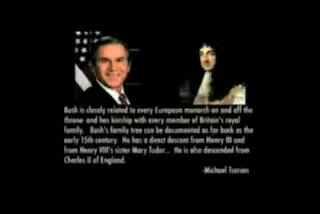 Bush is closely related to every European monarch on and off the
throne- and has kinship with every member of Britain's royal
family. Bush's family tree can be documented as far back as the
early 15th century. He has a direct descent from Henry III and
from Henry VIII's sister Mary Tudor... He is also descended from
Charles II of England.
-Michael Tsarion